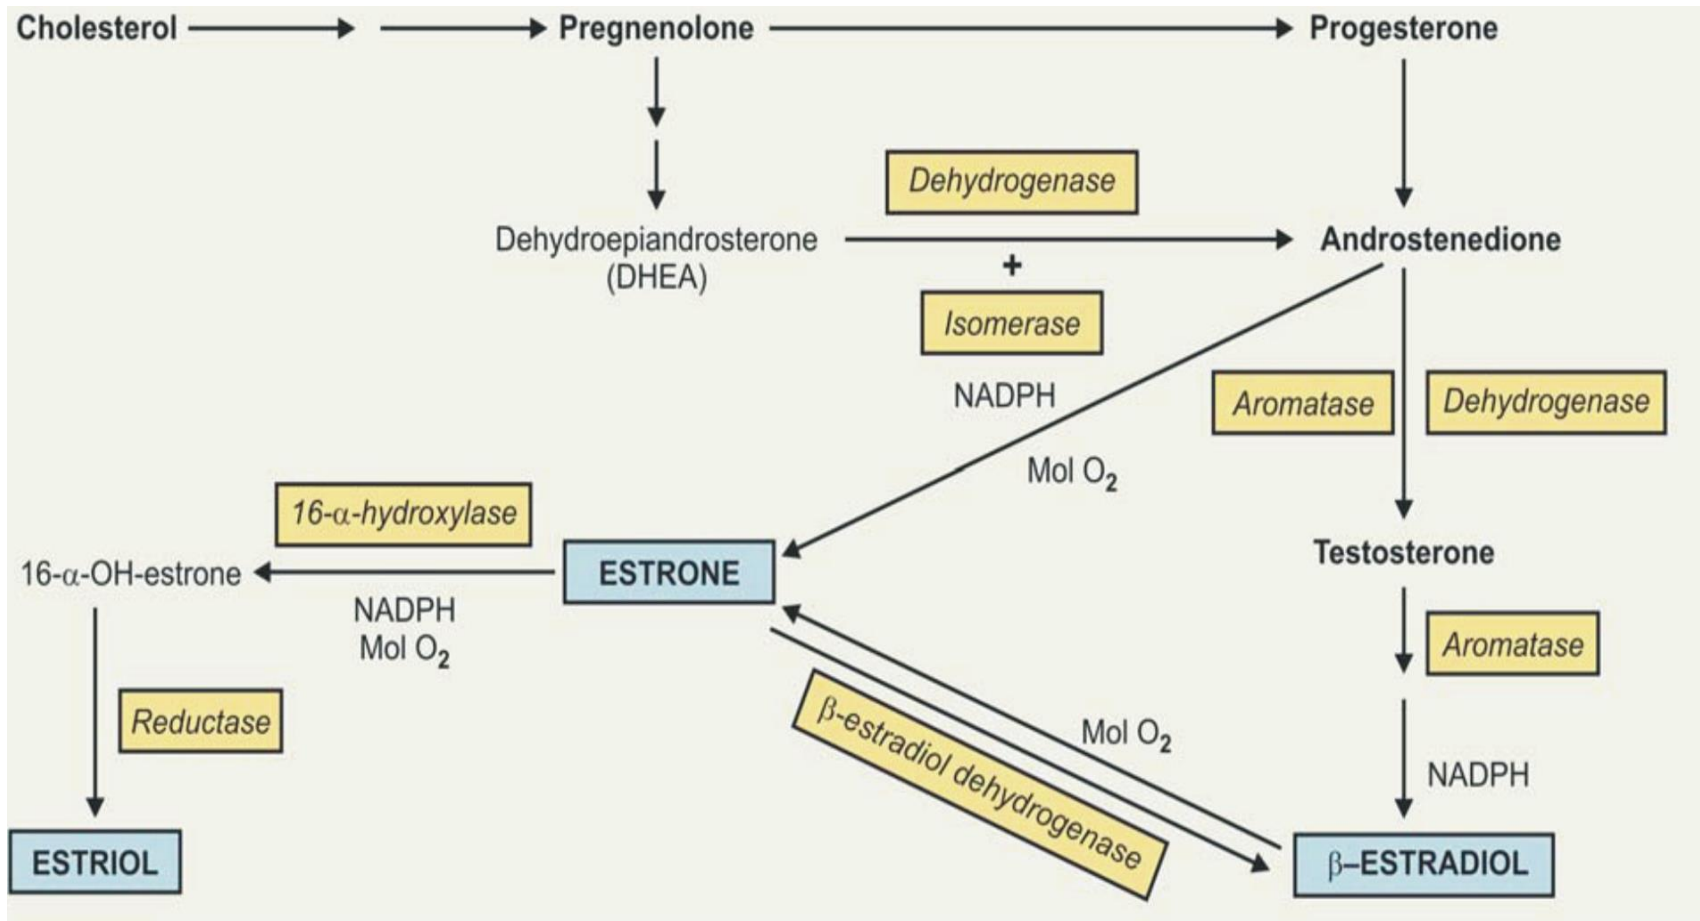 Cholesterol
Pregnenolone
Progesterone
Dehydrogenase
Dehydroepiandrosterone
(DHEA)
+
Androstenedione
Isomerase
NADPH
Aromatase
Dehydrogenase
Mol O₂
16-α-hydroxylase
Testosterone
16-α-OH-estrone
ESTRONE
NADPH
Mol O₂
Aromatase
Reductase
β-estradiol dehydrogenase
Mol O₂
NADPH
ESTRIOL
β–ESTRADIOL